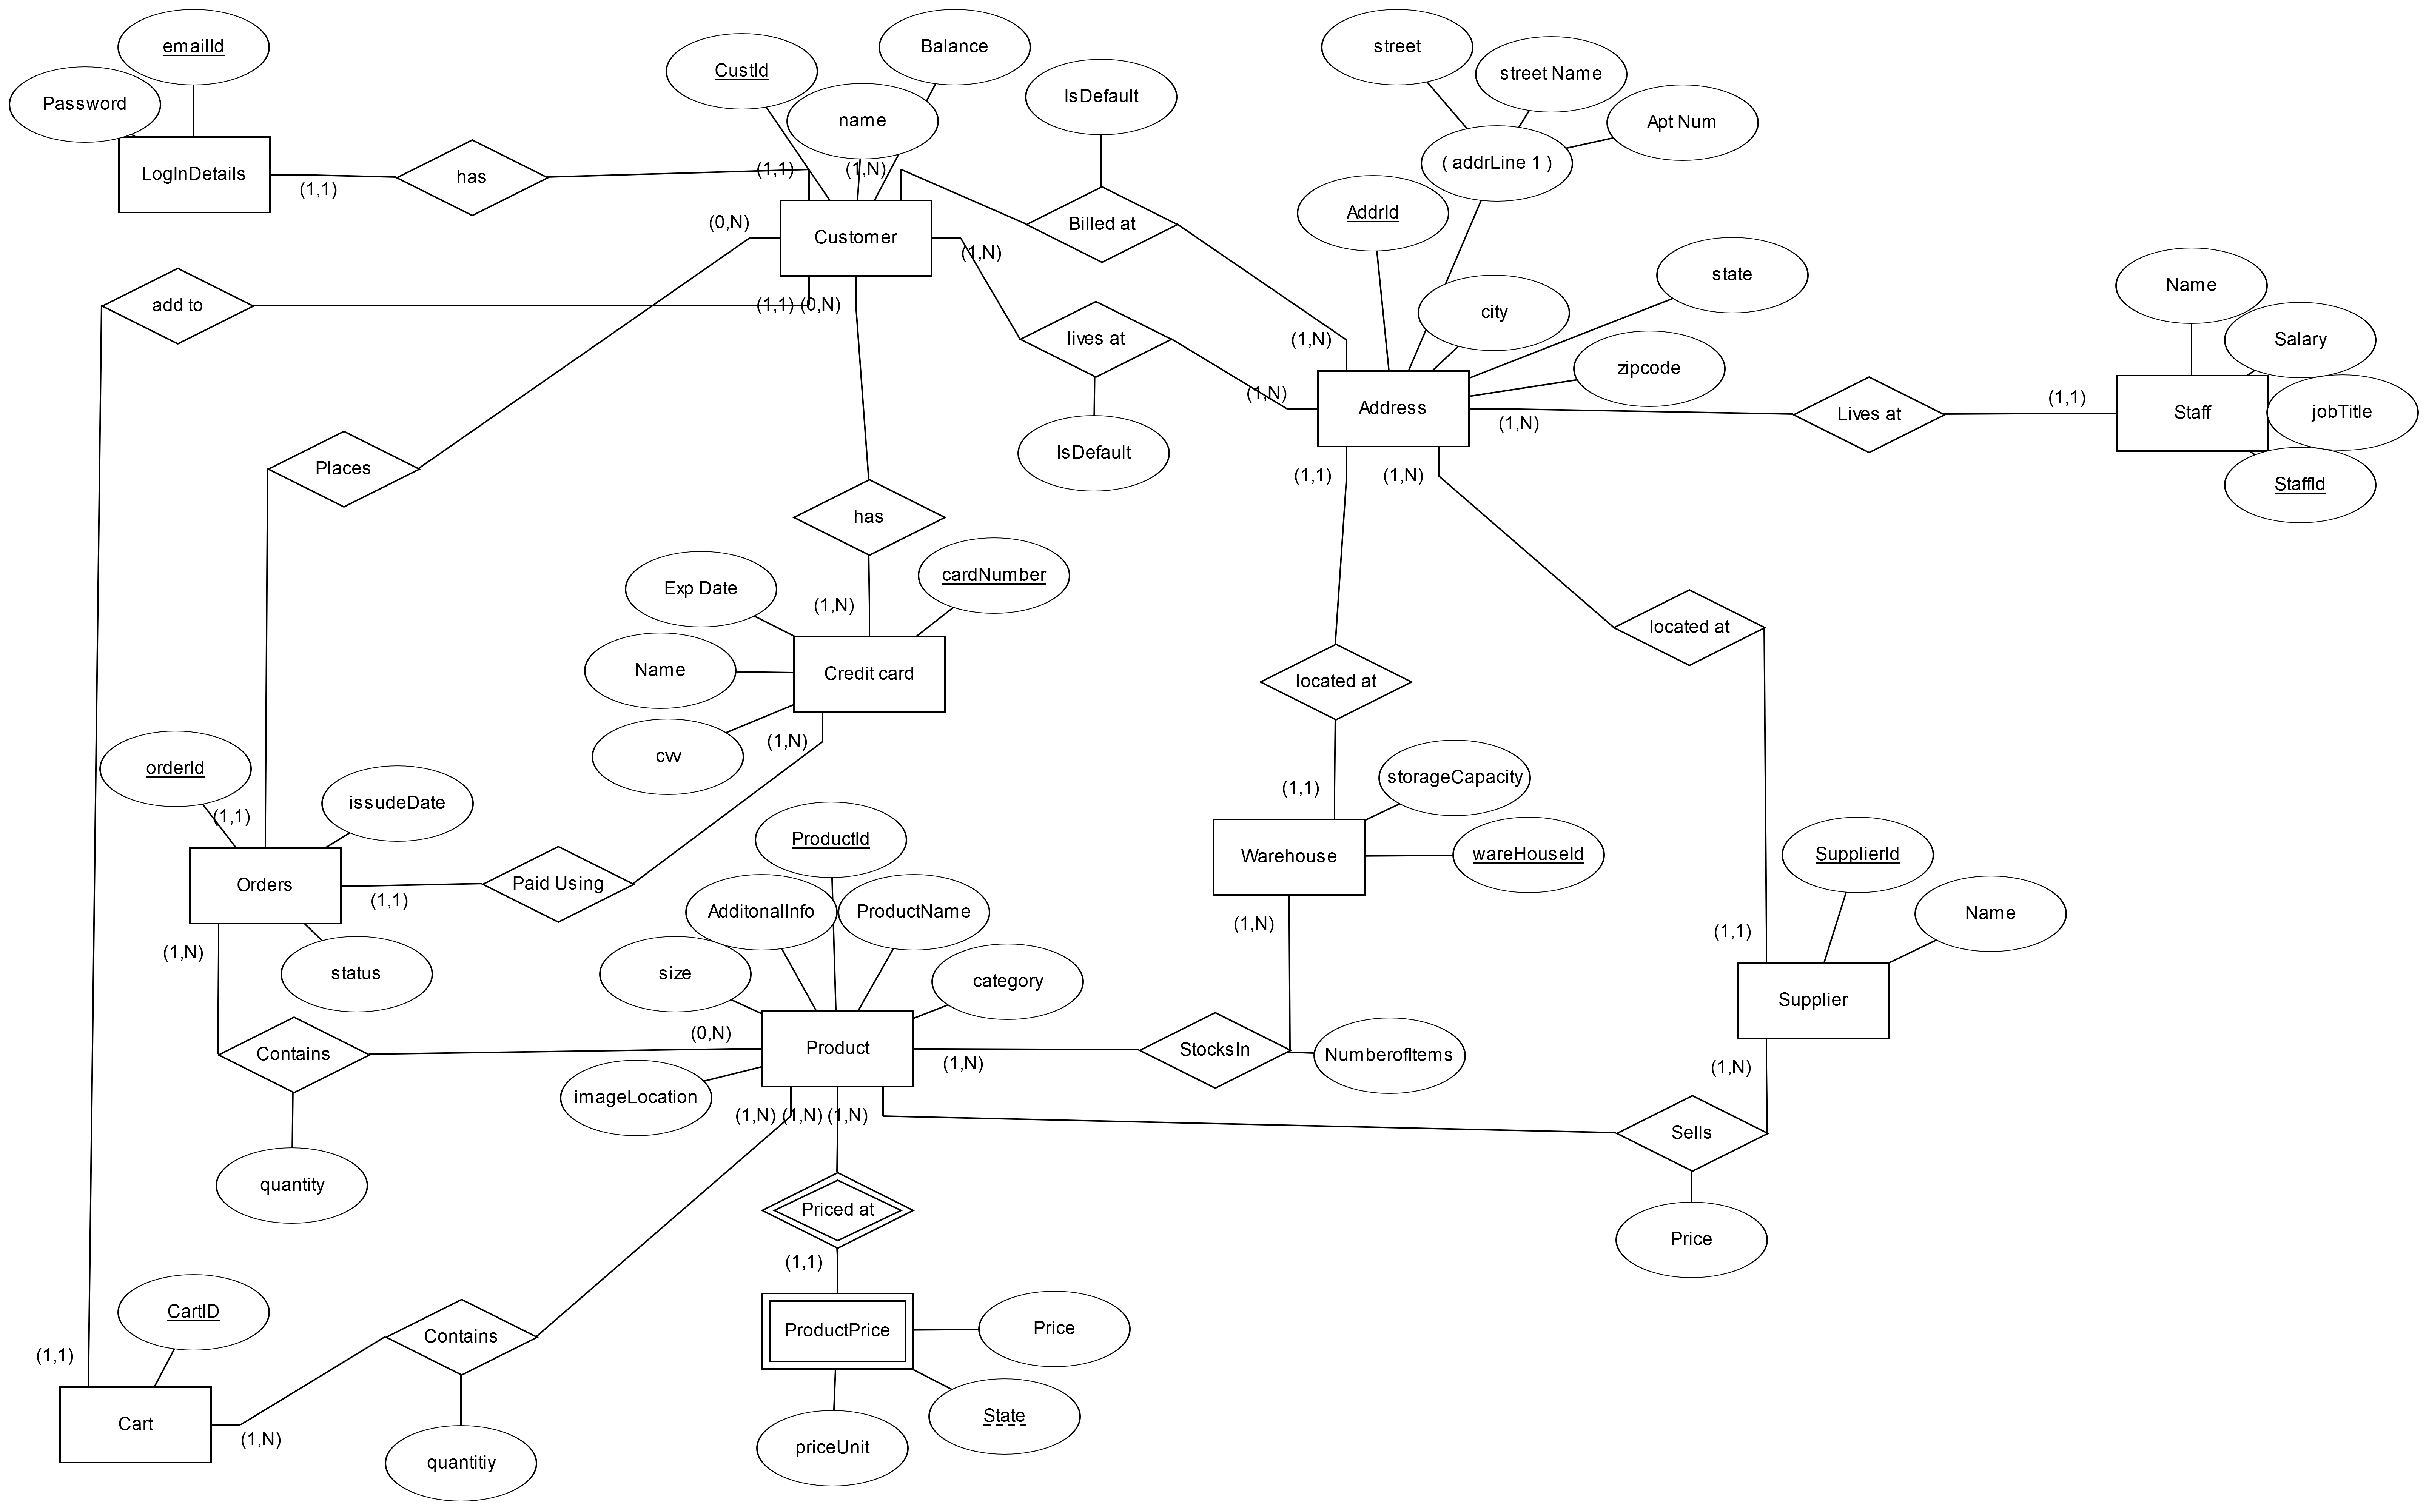 emailId
Password
LogInDetails
(1,1)
has
CustId
Balance
name
(1,1)
(1,N)
(0,N)
Customer
(1,N)
IsDefault
Billed at
(1,N)
street
street Name
Apt Num
( addrLine 1 )
AddrId
state
city
zipcode
add to
(1,1) (0,N)
lives at
IsDefault
(1,N)
Address
(1,N)
Lives at
(1,1)
Name
Salary
Staff
jobTitle
StaffId
Places
has
(1,1)
(1,N)
located at
located at
Exp Date
cardNumber
(1,N)
Name
Credit card
cvv
(1,N)
orderId
issudeDate
(1,1)
Orders
(1,1)
Paid Using
status
(1,N)
ProductId
AdditonalInfo
ProductName
size
category
storageCapacity
(1,1)
Warehouse
wareHouseId
(1,N)
SupplierId
Name
(1,1)
Supplier
(1,N)
Contains
(0,N)
Product
(1,N)
StocksIn
NumberofItems
imageLocation
(1,N) (1,N) (1,N)
Sells
Price
quantity
Priced at
(1,1)
CartID
Contains
ProductPrice
Price
(1,1)
Cart
(1,N)
quantitiy
priceUnit
State